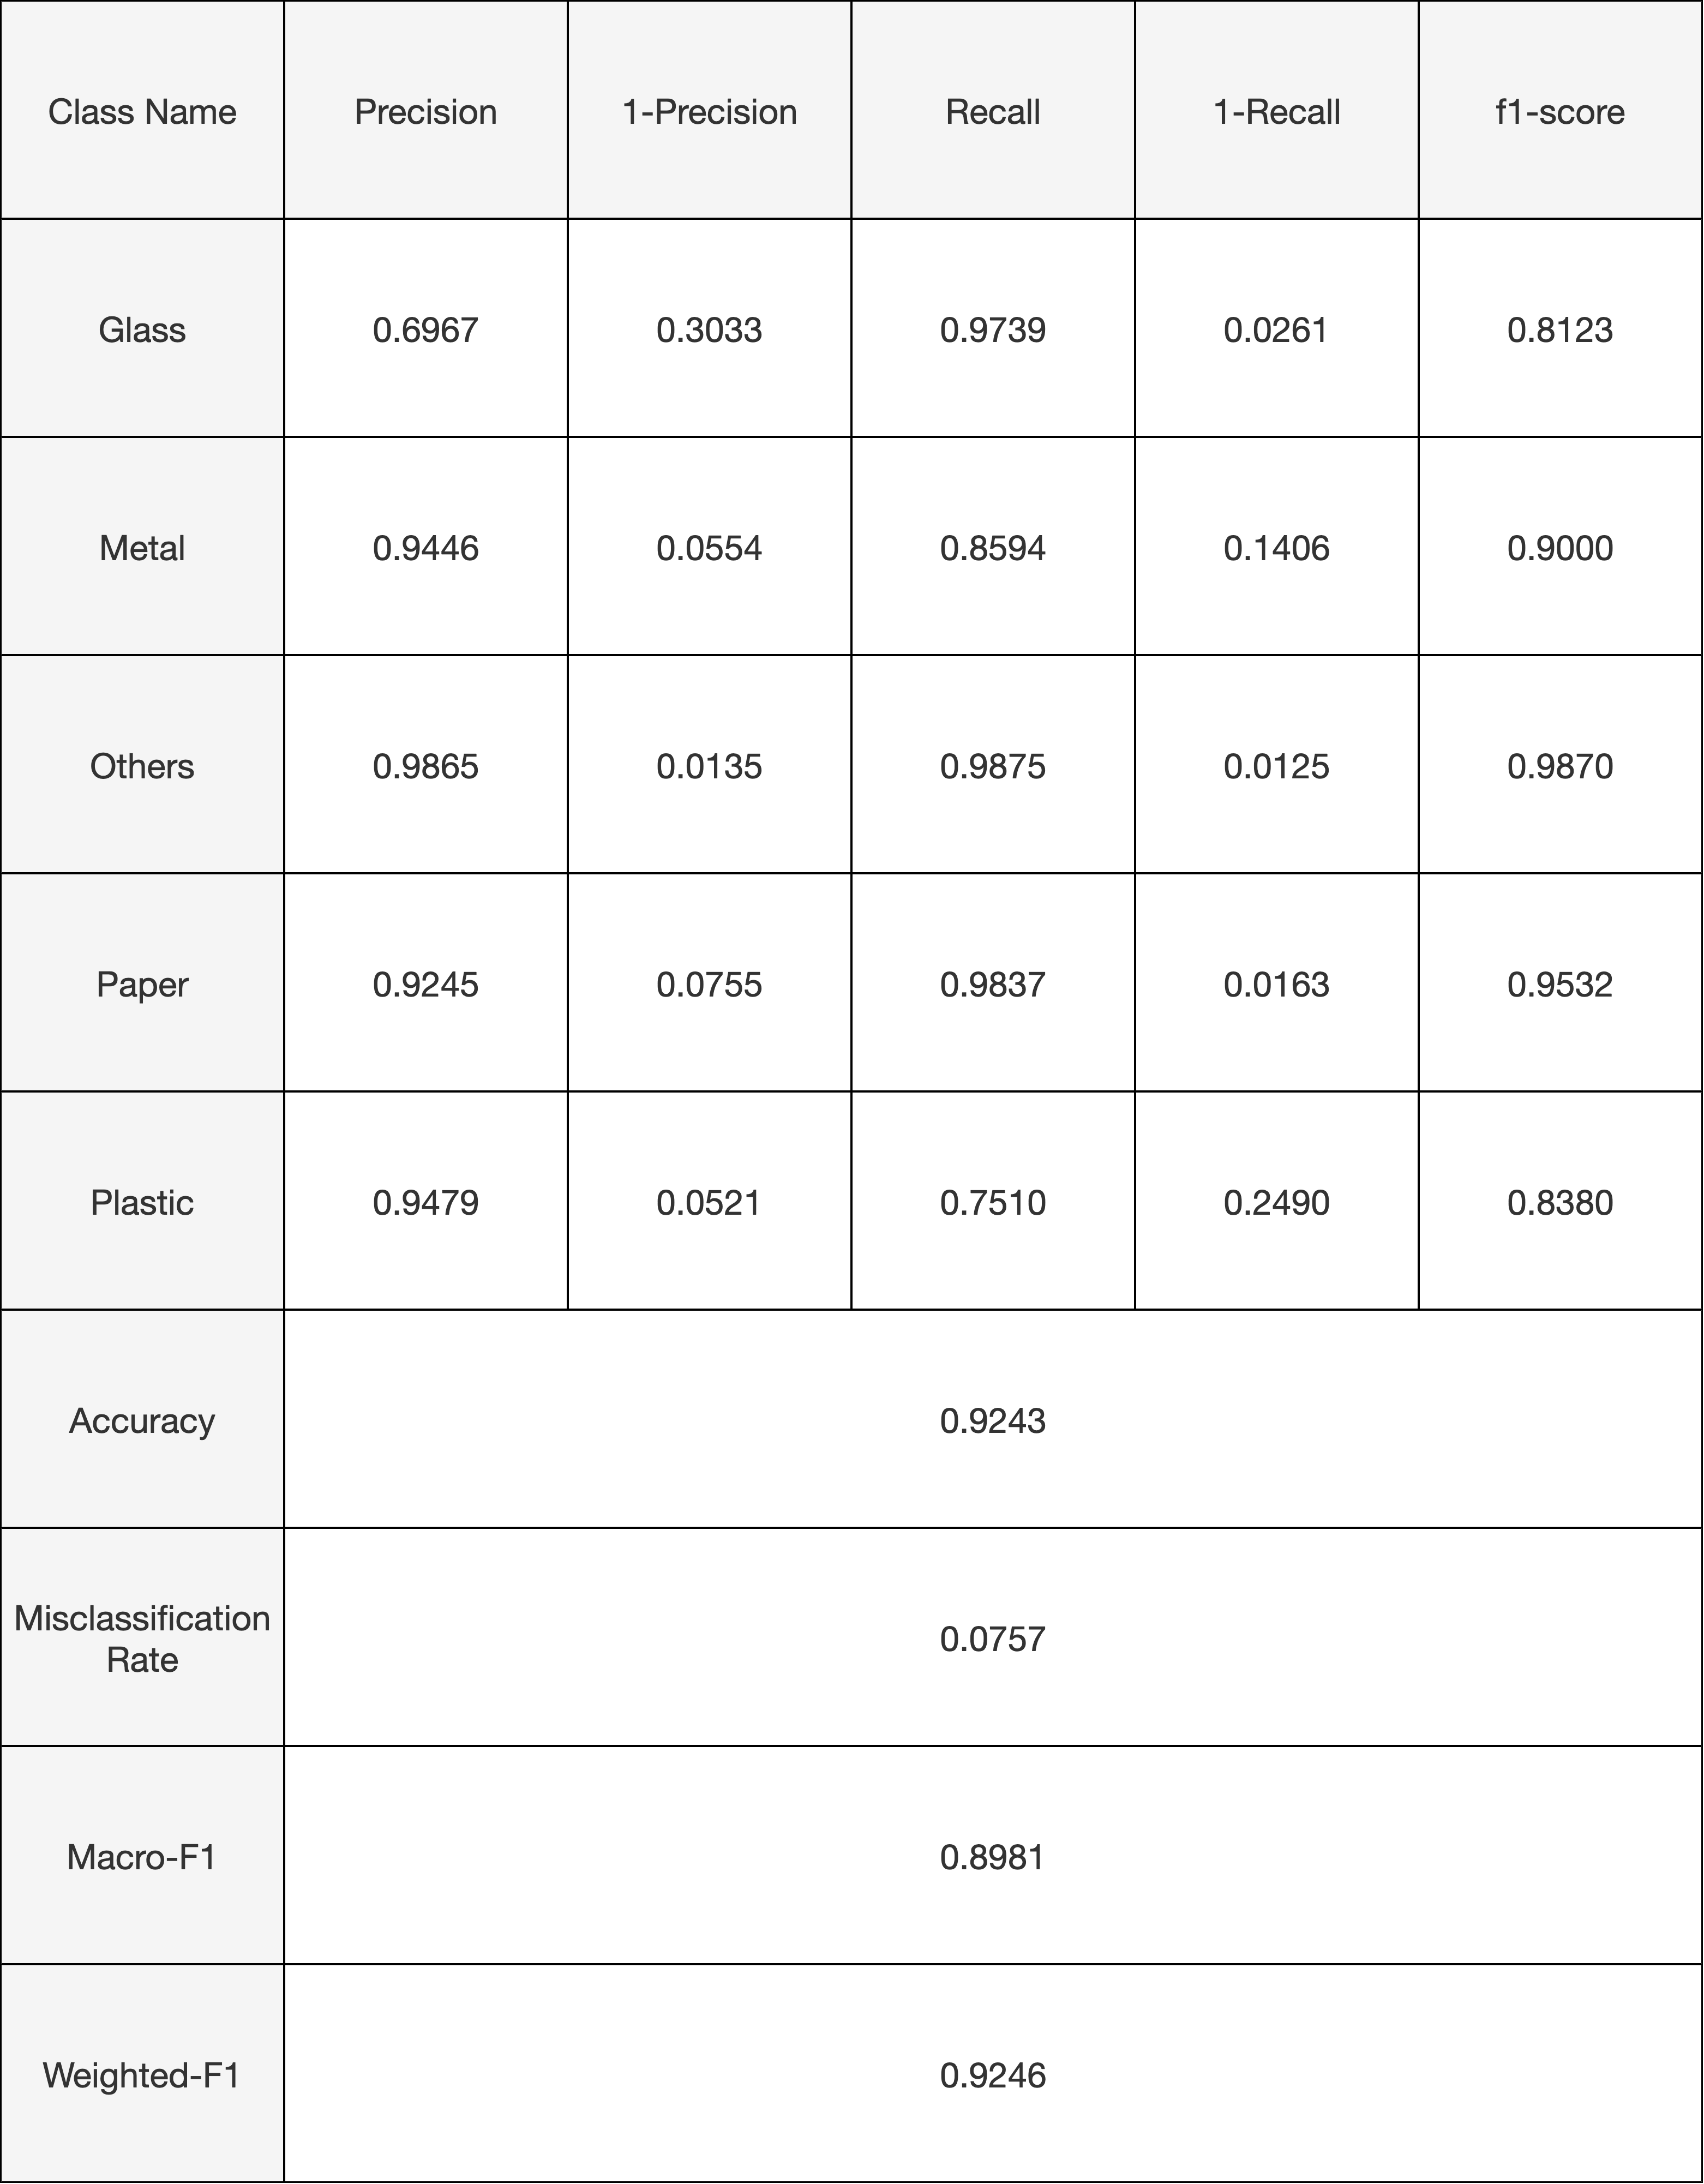 Class Name Precision 1-Precision Recall 1-Recall f1-score
Glass 0.6967 0.3033 0.9739 0.0261 0.8123
Metal 0.9446 0.0554 0.8594 0.1406 0.9000
Others 0.9865 0.0135 0.9875 0.0125 0.9870
Paper 0.9245 0.0755 0.9837 0.0163 0.9532
Plastic 0.9479 0.0521 0.7510 0.2490 0.8380
Accuracy 0.9243
Misclassification
Rate 0.0757
Macro-F1 0.8981
Weighted-F1 0.9246